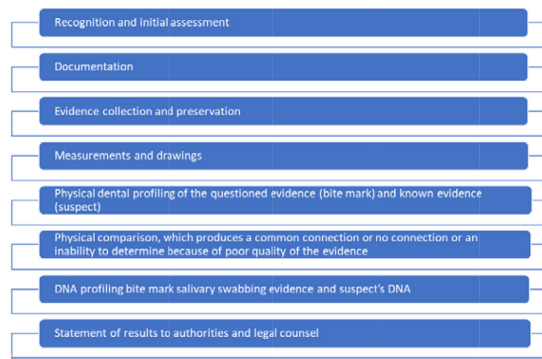 Recognition and initial assessment
Documentation
Evidence collection and preservation
Measurements and drawings
Physical dental profiling of the questioned evidence (bite mark) and known evidence
(suspect)
Physical comparison, which produces a common connection or no connection or an
inability to determine because of poor quality of the evidence
DNA profiling bite mark salivary swabbing evidence and suspect's DNA
Statement of results to authorities and legal counsel